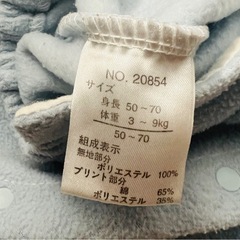 NO. 20854
サイズ
身長 50～70
体重 3～9kg
50～70
組成表示
無地部分
ポリエステル 100%
プリント部分
綿 65%
ポリエステル 35%